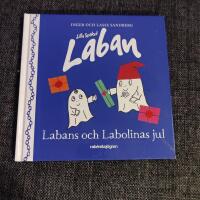 INGER OCH LASSE SANDBERG
Lilla Spöket
Laban
Labans och Labolinas jul
rabén&sjögren